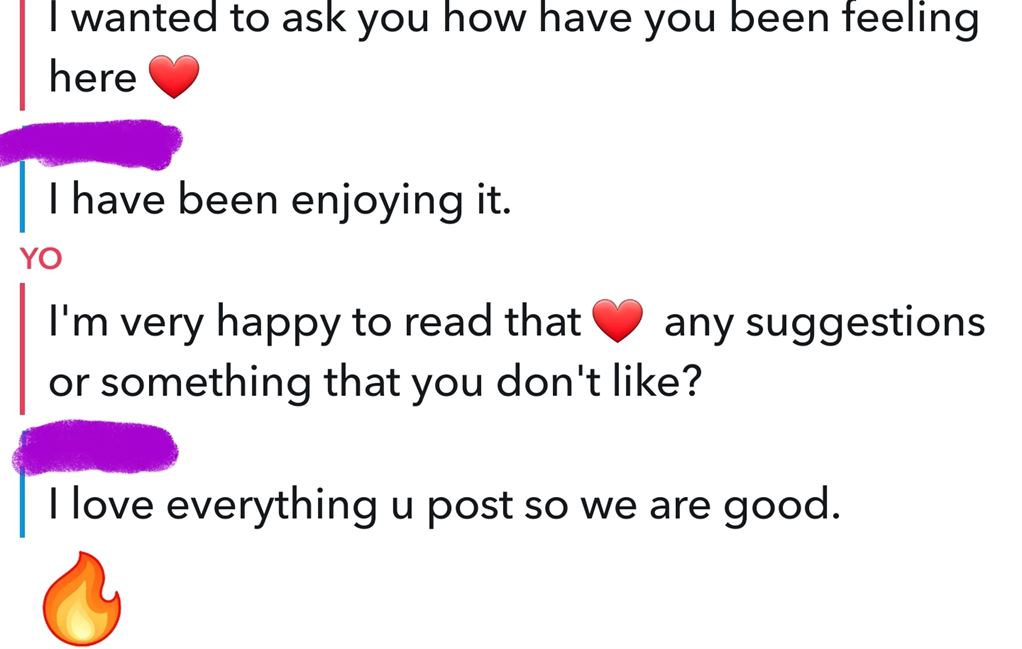 I wanted to ask you how have you been feeling
here ❤️
I have been enjoying it.
YO
I'm very happy to read that ❤️ any suggestions
or something that you don't like?
I love everything u post so we are good.
🔥